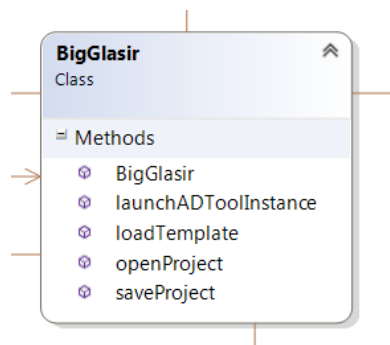 BigGlasir
Class
Methods
BigGlasir
launchADToolInstance
loadTemplate
openProject
saveProject